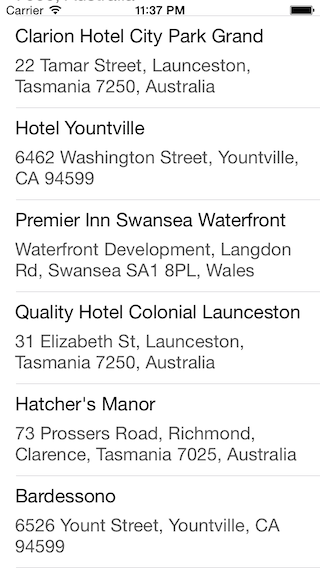 Carrier 11:37 PM
Clarion Hotel City Park Grand
22 Tamar Street, Launceston,
Tasmania 7250, Australia
Hotel Yountville
6462 Washington Street, Yountville,
CA 94599
Premier Inn Swansea Waterfront
Waterfront Development, Langdon
Rd, Swansea SA1 8PL, Wales
Quality Hotel Colonial Launceston
31 Elizabeth St, Launceston,
Tasmania 7250, Australia
Hatcher's Manor
73 Prossers Road, Richmond,
Clarence, Tasmania 7025, Australia
Bardessono
6526 Yount Street, Yountville, CA
94599